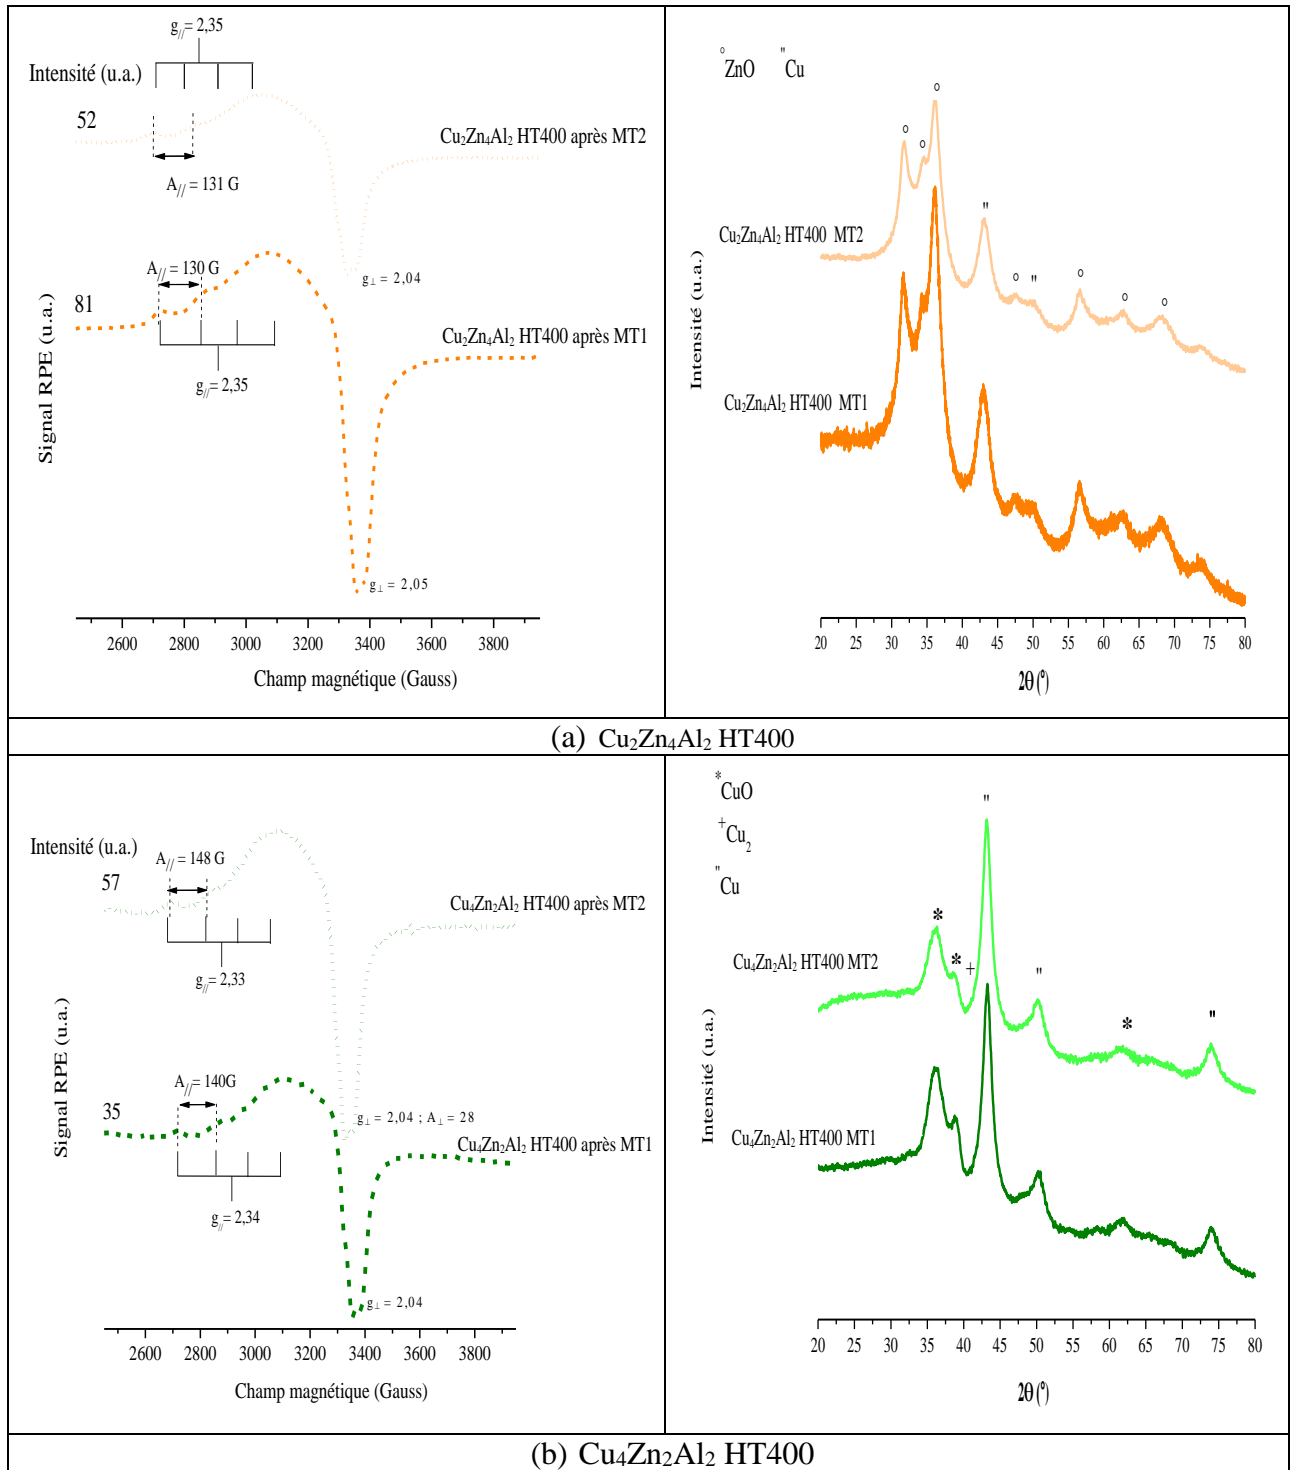 g// = 2,35
Intensité (u.a.)
52
Cu₂Zn₄Al₂ HT400 après MT2
A// = 131 G
g⊥ = 2,04
A// = 130 G
81
Cu₂Zn₄Al₂ HT400 après MT1
g// = 2,35
g⊥ = 2,05
Signal RPE (u.a.)
2600 2800 3000 3200 3400 3600 3800
Champ magnétique (Gauss)
°ZnO "Cu
° ° ° " ° " ° ° °
Cu₂Zn₄Al₂ HT400 MT2
Cu₂Zn₄Al₂ HT400 MT1
Intensité (u.a.)
20 25 30 35 40 45 50 55 60 65 70 75 80
2θ (°)
(a) Cu₂Zn₄Al₂ HT400
Intensité (u.a.)
57
A// = 148 G
Cu₄Zn₂Al₂ HT400 après MT2
g// = 2,33
g⊥ = 2,04 ; A⊥ = 28
A// = 140G
35
Cu₄Zn₂Al₂ HT400 après MT1
g// = 2,34
g⊥ = 2,04
Signal RPE (u.a.)
2600 2800 3000 3200 3400 3600 3800
Champ magnétique (Gauss)
*CuO
+Cu₂
"Cu
* * + " " * "
Cu₄Zn₂Al₂ HT400 MT2
Cu₄Zn₂Al₂ HT400 MT1
Intensité (u.a.)
20 25 30 35 40 45 50 55 60 65 70 75 80
2θ (°)
(b) Cu₄Zn₂Al₂ HT400